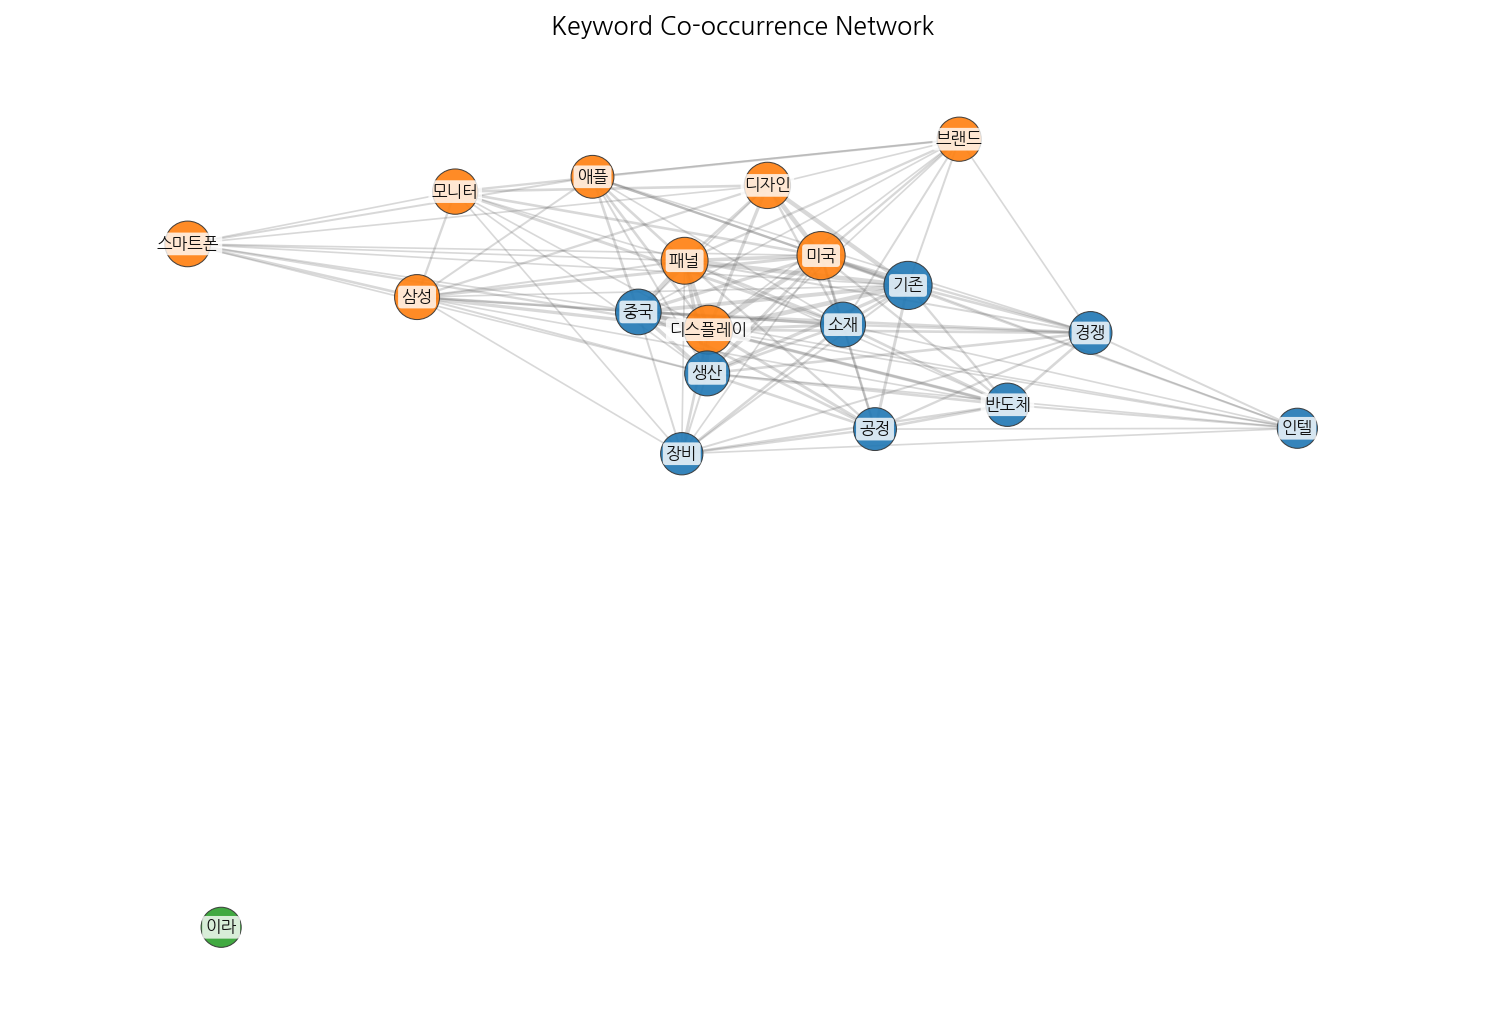 Keyword Co-occurrence Network
브랜드
애플
디자인
모니터
스마트폰
미국
패널
기존
삼성
중국
소재
디스플레이
경쟁
생산
반도체
인텔
공정
장비
이라